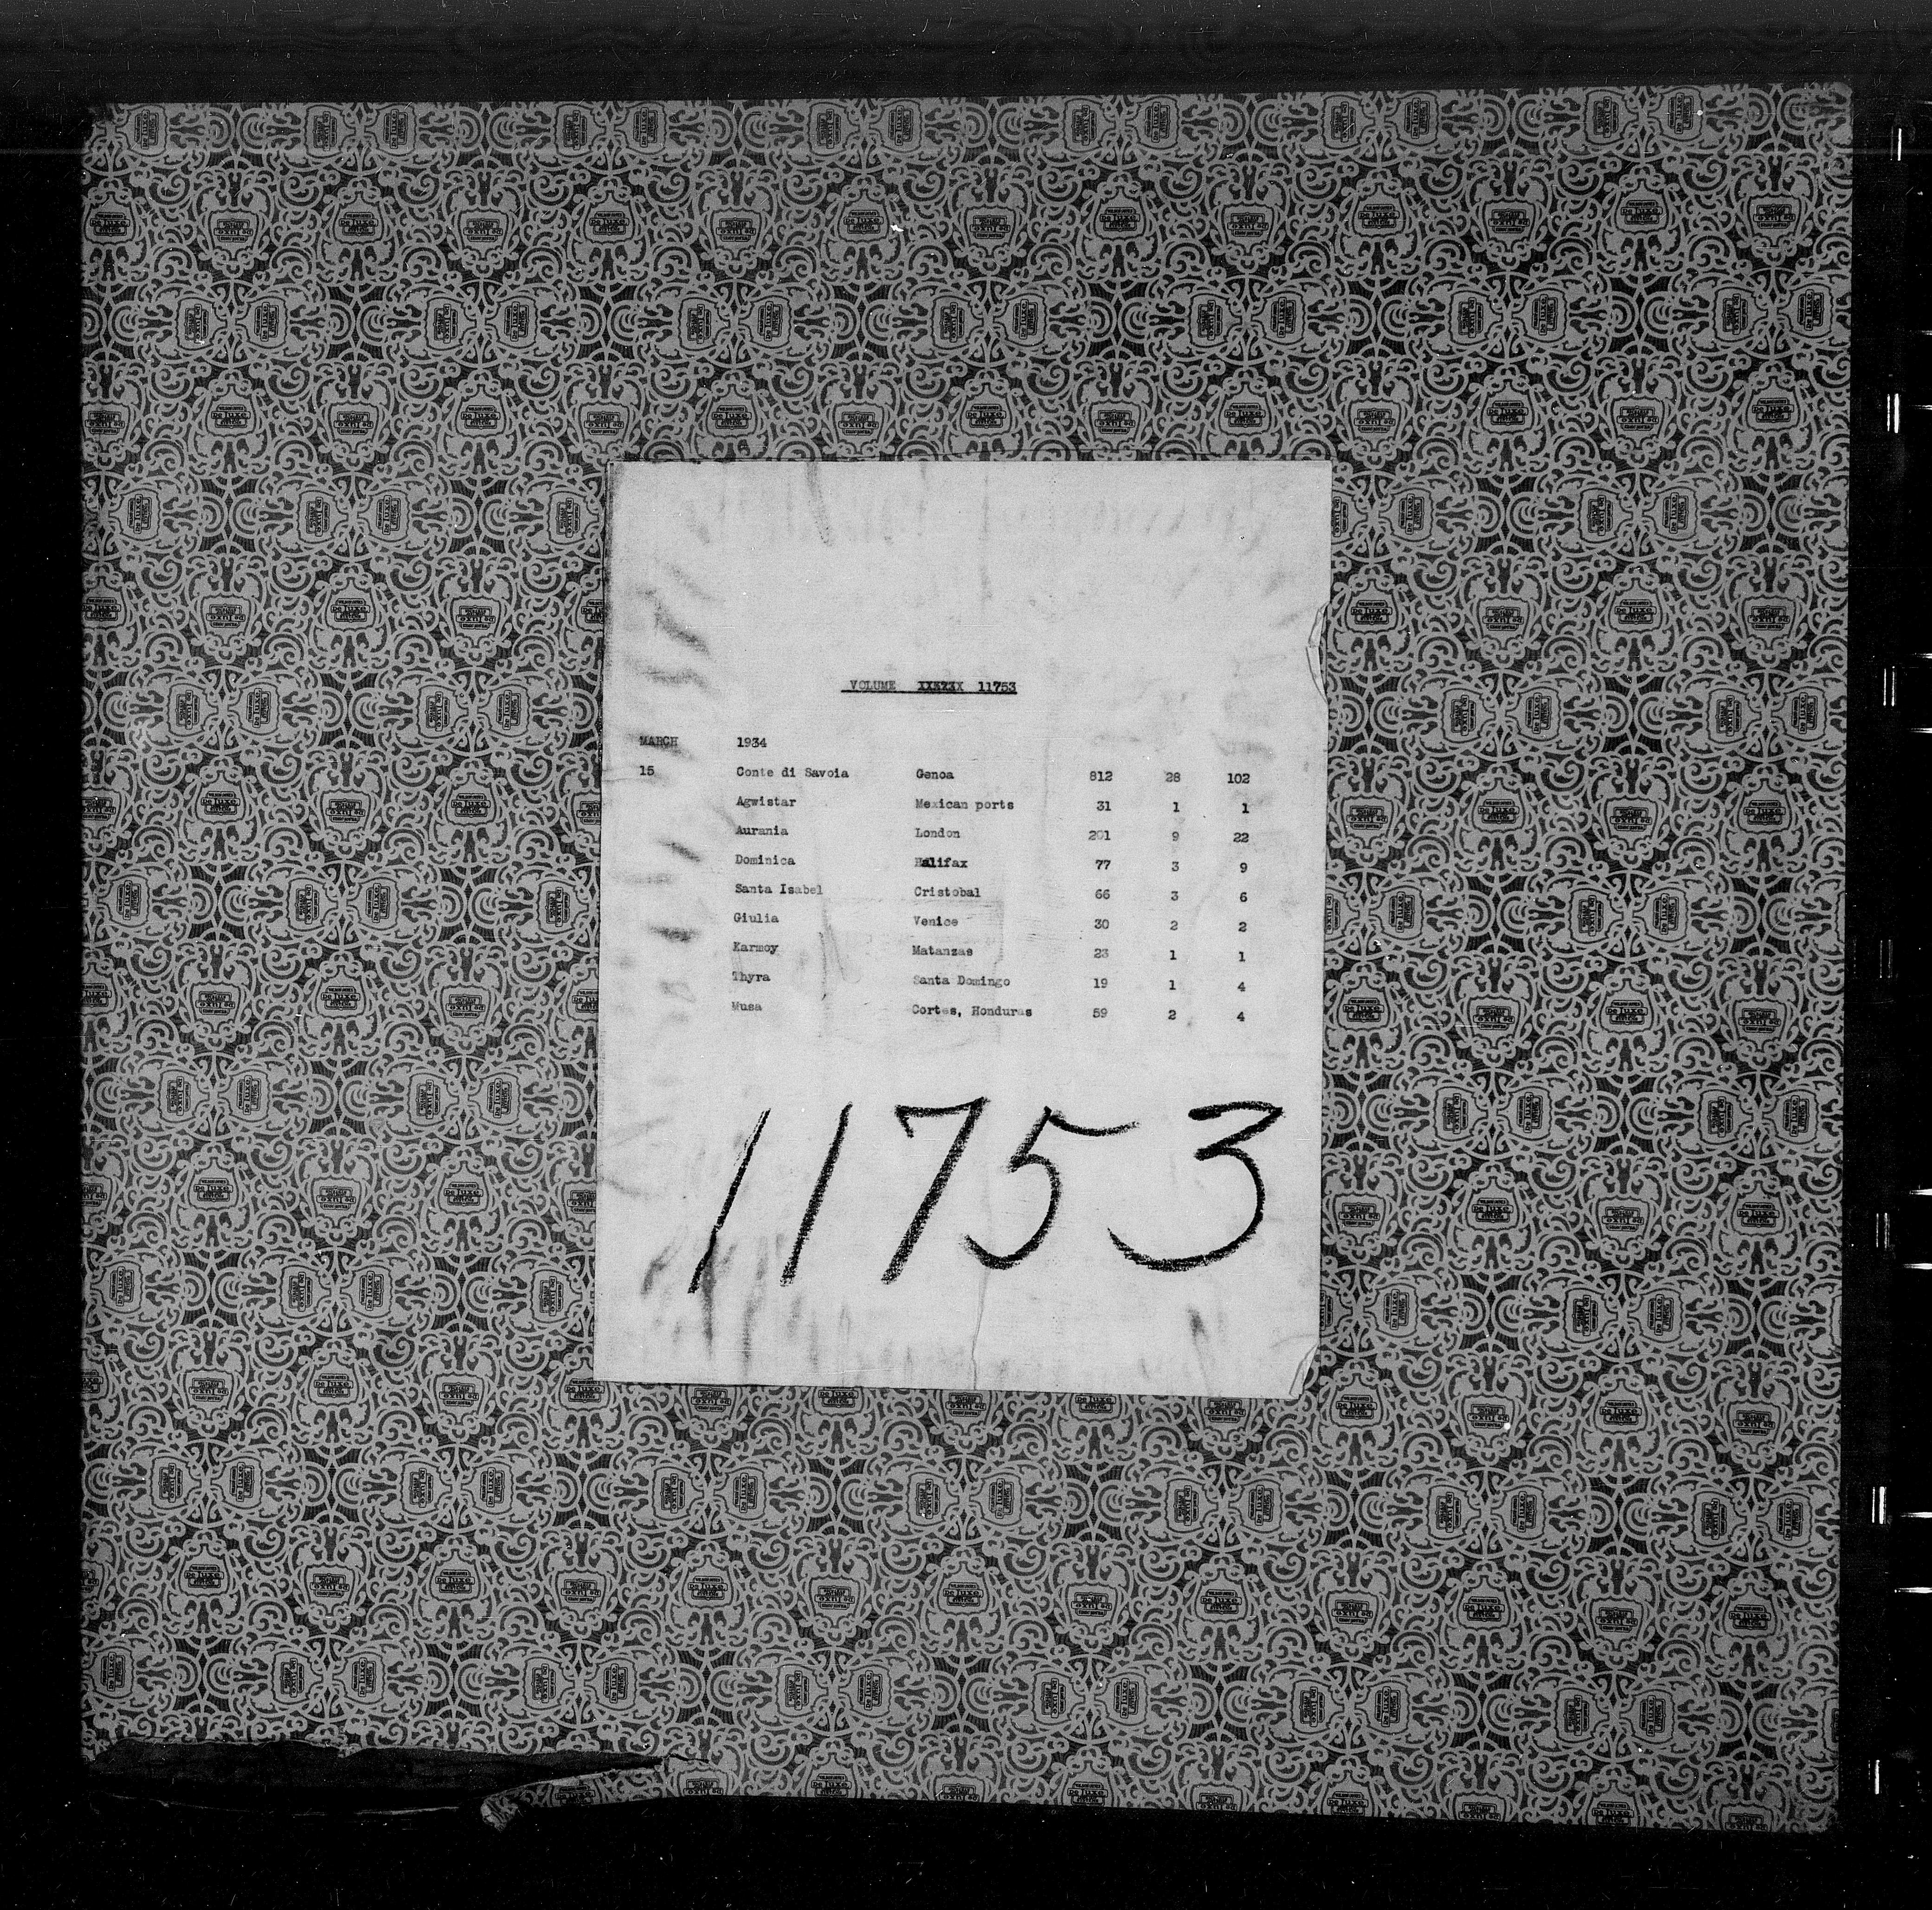 VOLUME XXXZXX 11753
MARCH 1934
15 Conte di Savoia Genoa 812 28 102
Agwistar Mexican ports 31 1 1
Aurania London 201 9 22
Dominica Halifax 77 3 9
Santa Isabel Cristobal 66 3 6
Giulia Venice 30 2 2
Karmoy Matanzas 23 1 1
Thyra Santa Domingo 19 1 4
Musa Cortes, Honduras 59 2 4
11753